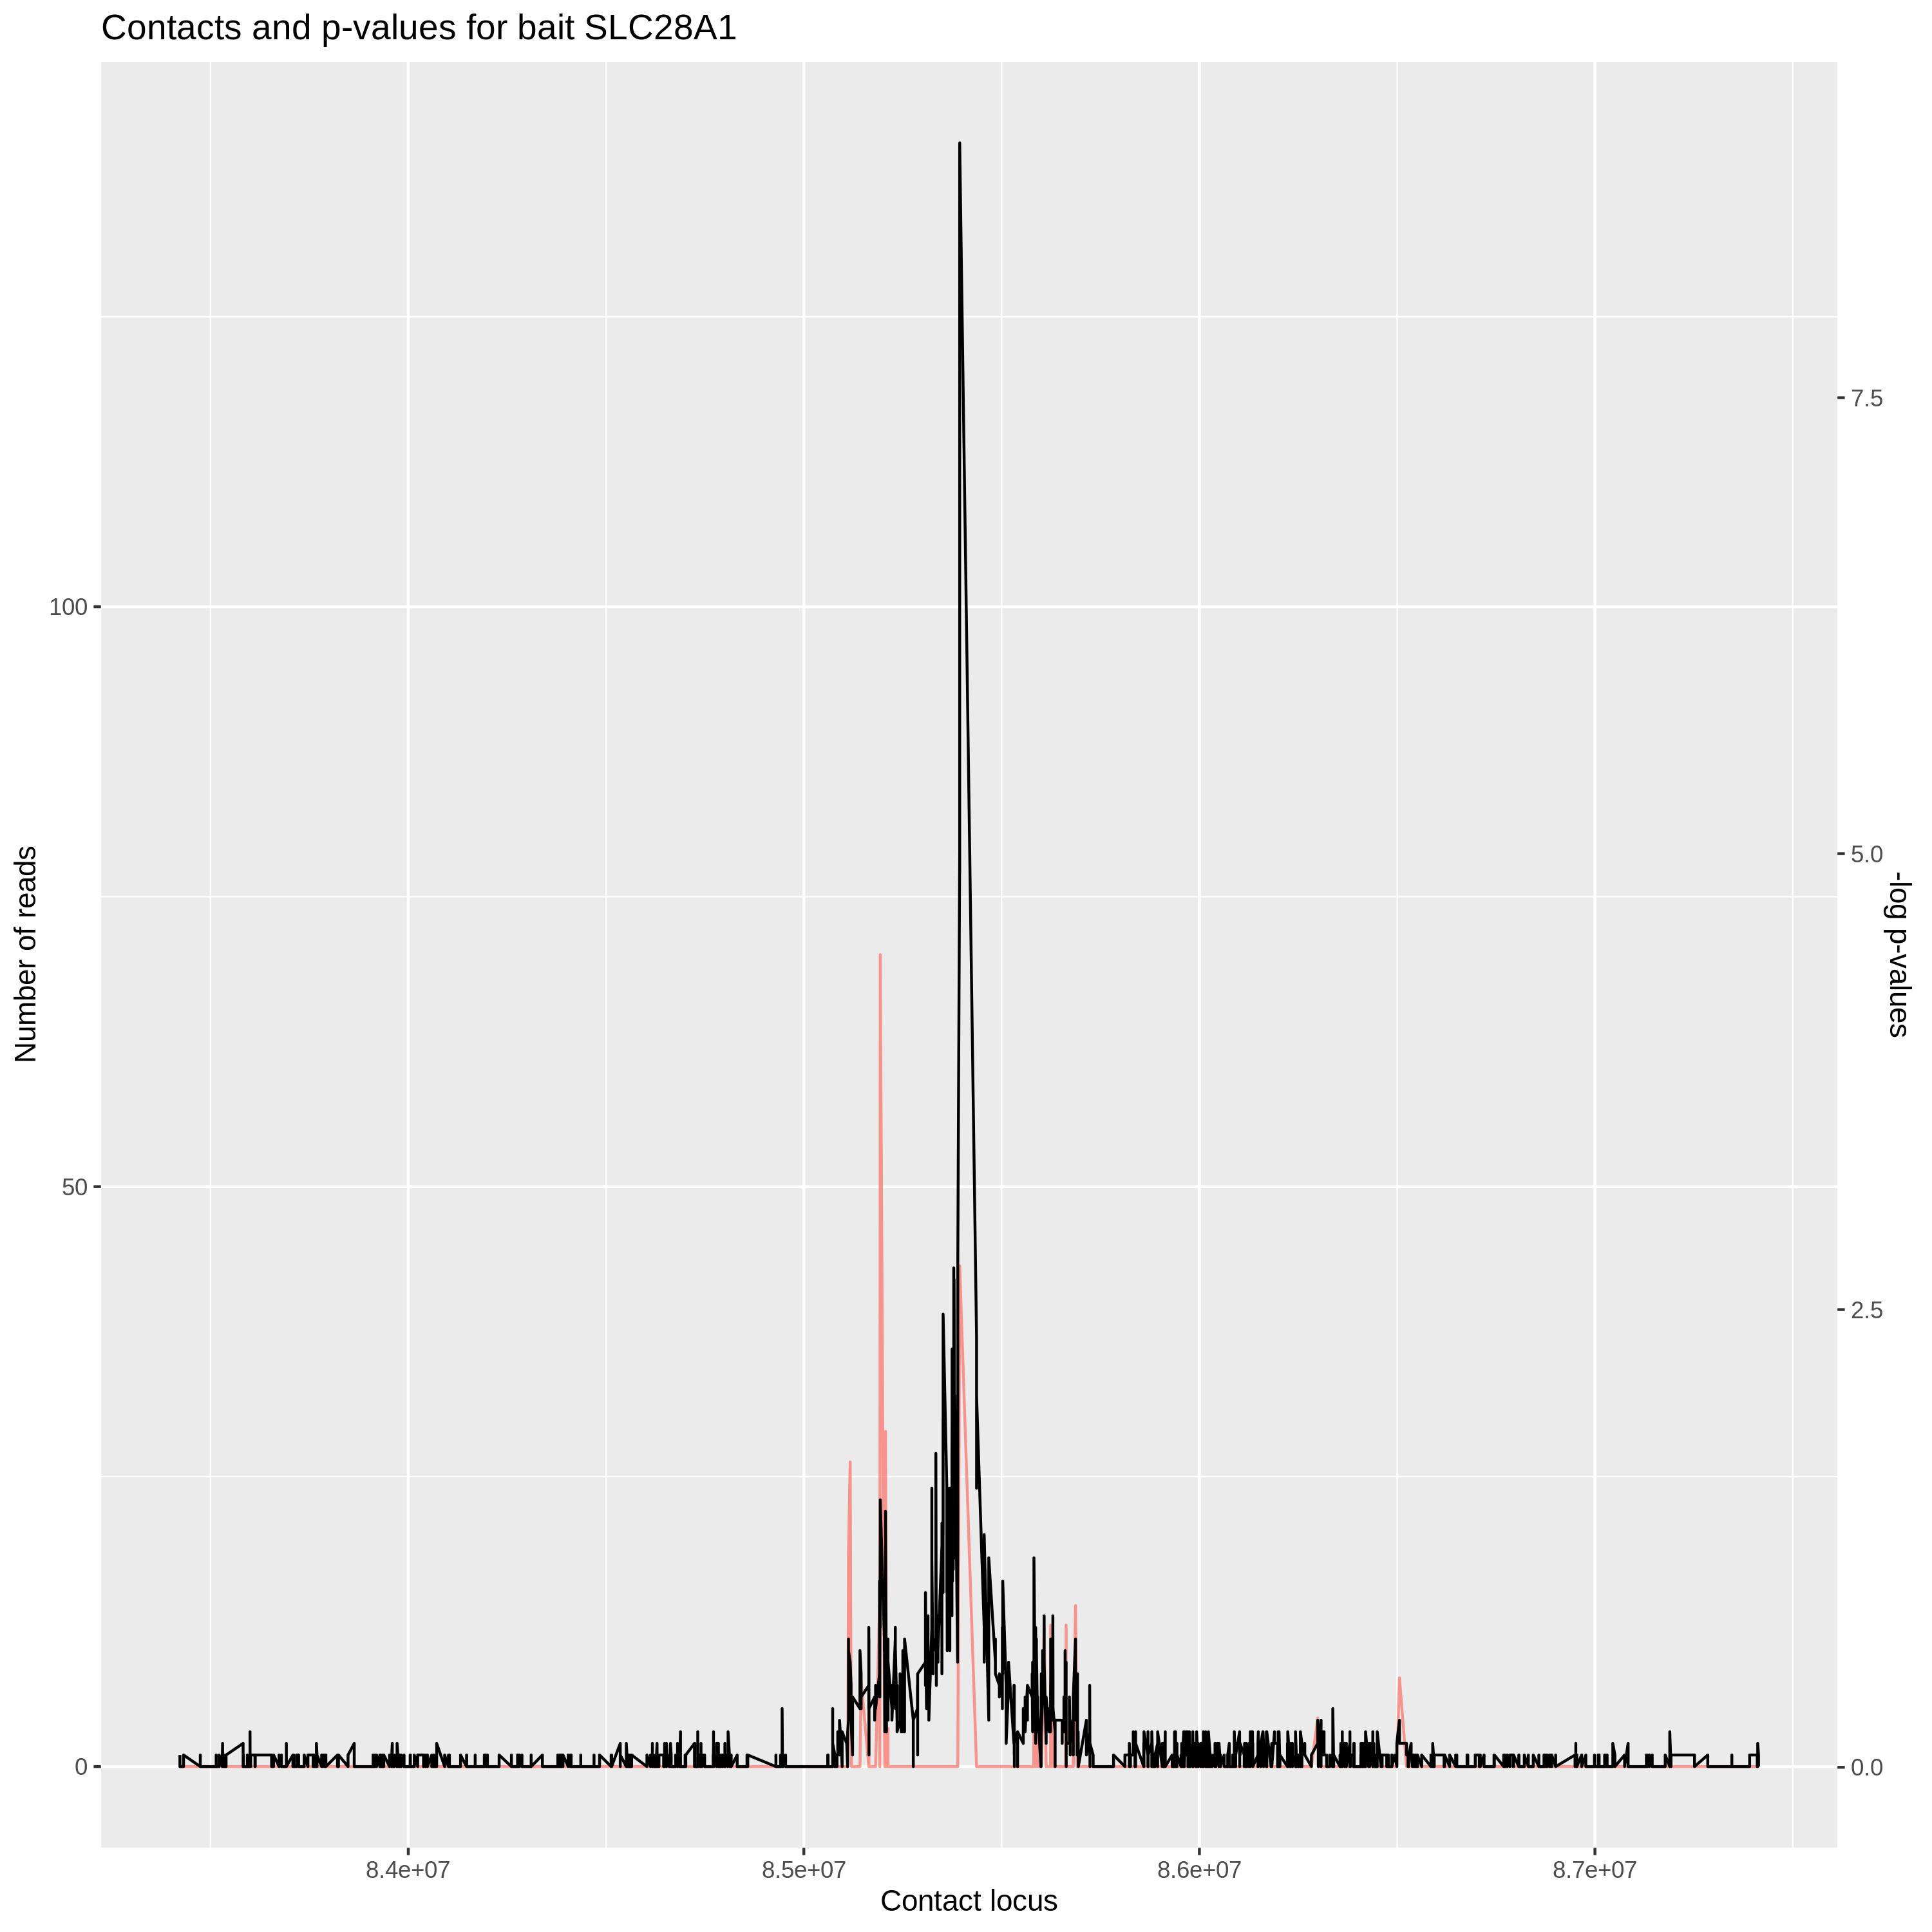 Contacts and p-values for bait SLC28A1
Number of reads
100
50
0
7.5
5.0
2.5
0.0
-log p-values
8.4e+07
8.5e+07
8.6e+07
8.7e+07
Contact locus